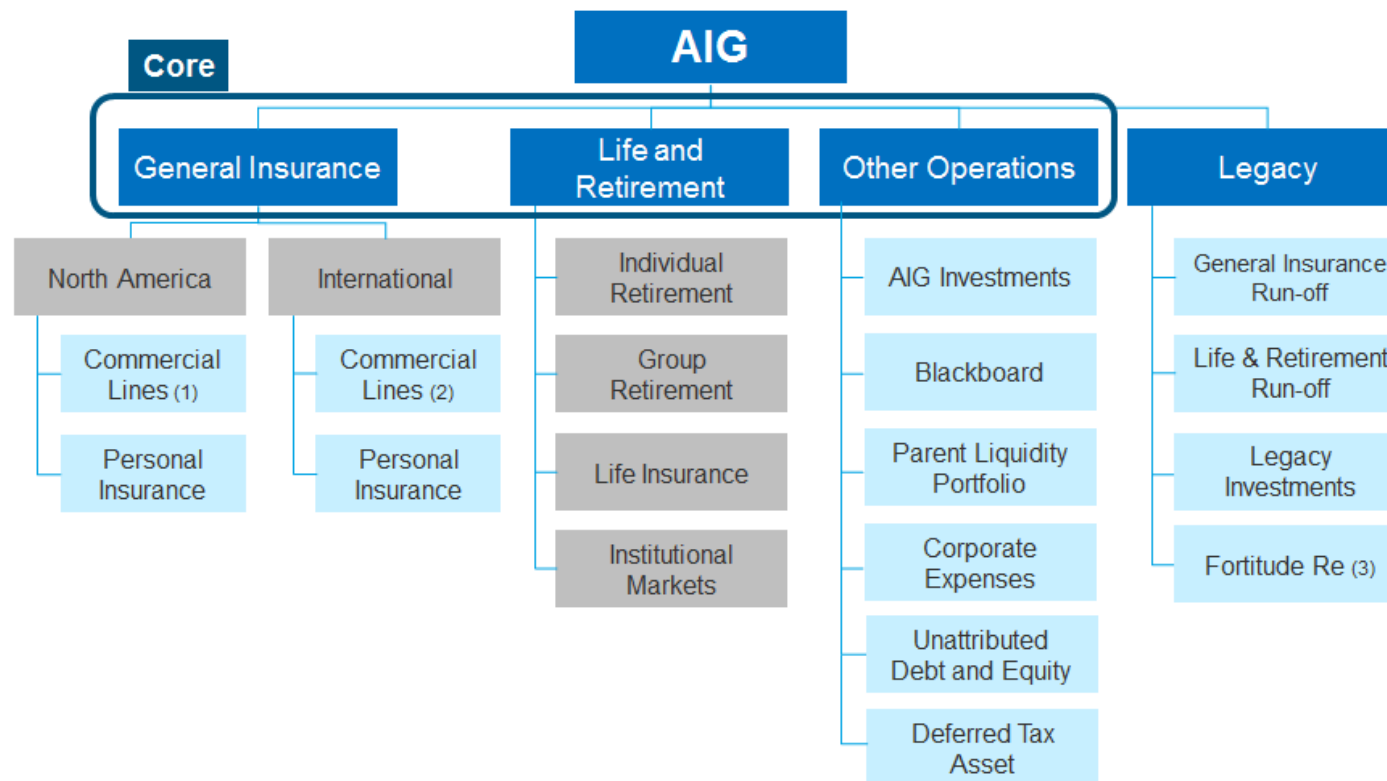 AIG
Core
General Insurance
Life and
Retirement
Other Operations
Legacy
North America
International
Commercial
Lines (1)
Personal
Insurance
Commercial
Lines (2)
Personal
Insurance
Individual
Retirement
Group
Retirement
Life Insurance
Institutional
Markets
AIG Investments
Blackboard
Parent Liquidity
Portfolio
Corporate
Expenses
Unattributed
Debt and Equity
Deferred Tax
Asset
General Insurance
Run-off
Life & Retirement
Run-off
Legacy
Investments
Fortitude Re (3)